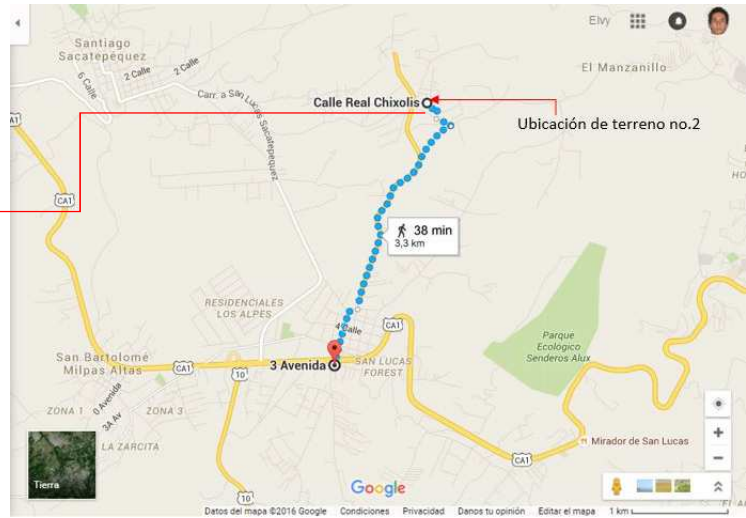 Elvy
Santiago
Sacatepéquez
2 Calle
2 Calle
6 Calle
Carr. a San Lucas Sacatepéquez
El Manzanillo
Calle Real Chixolis
Ubicación de terreno no.2
CA1
CA1
38 min
3,3 km
RESIDENCIALES
LOS ALPES
4 Calle
CA1
Parque
Ecológico
Senderos Alux
San Bartolomé
Milpas Altas
CA1
3 Avenida
SAN LUCAS
FOREST
CA1
10
10
ZONA 1
0 Avenida
3A Av
ZONA 3
LA ZARCITA
CA1
Mirador de San Lucas
Tierra
Google
Datos del mapa ©2016 Google Condiciones Privacidad Danos tu opinión Editar el mapa 1 km